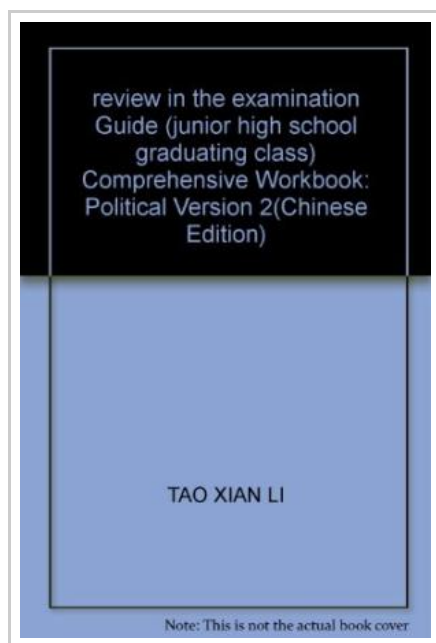 review in the examination
Guide (junior high school
graduating class)
Comprehensive Workbook:
Political Version 2(Chinese
Edition)
TAO XIAN LI
Note: This is not the actual book cover